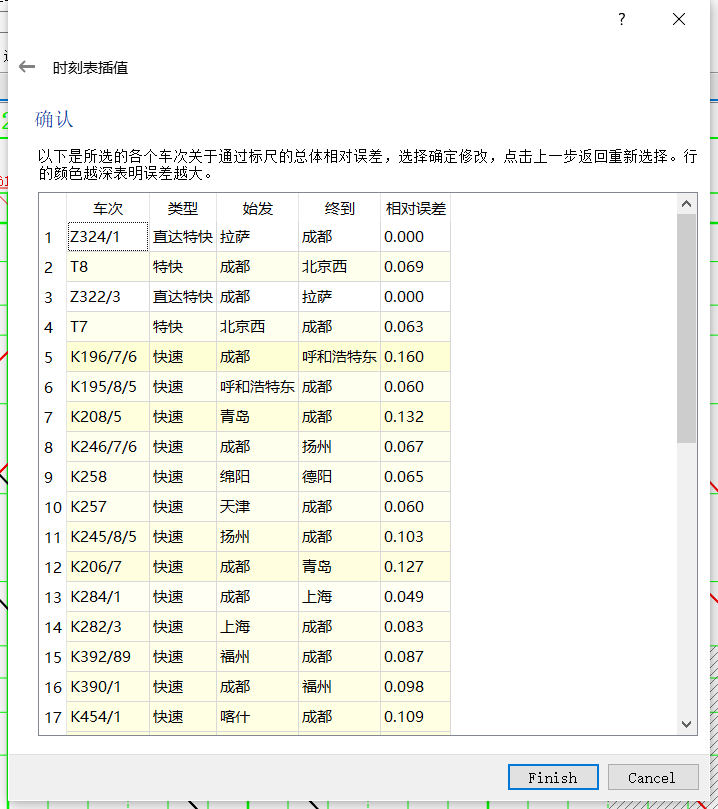 ?
时刻表插值
确认
以下是所选的各个车次关于通过标尺的总体相对误差，选择确定修改，点击上一步返回重新选择。行
的颜色越深表明误差越大。
车次 类型 始发 终到 相对误差
1 Z324/1 直达特快 拉萨 成都 0.000
2 T8 特快 成都 北京西 0.069
3 Z322/3 直达特快 成都 拉萨 0.000
4 T7 特快 北京西 成都 0.063
5 K196/7/6 快速 成都 呼和浩特东 0.160
6 K195/8/5 快速 呼和浩特东 成都 0.060
7 K208/5 快速 青岛 成都 0.132
8 K246/7/6 快速 成都 扬州 0.067
9 K258 快速 绵阳 德阳 0.065
10 K257 快速 天津 成都 0.060
11 K245/8/5 快速 扬州 成都 0.103
12 K206/7 快速 成都 青岛 0.127
13 K284/1 快速 成都 上海 0.049
14 K282/3 快速 上海 成都 0.083
15 K392/89 快速 福州 成都 0.087
16 K390/1 快速 成都 福州 0.098
17 K454/1 快速 喀什 成都 0.109
Finish Cancel